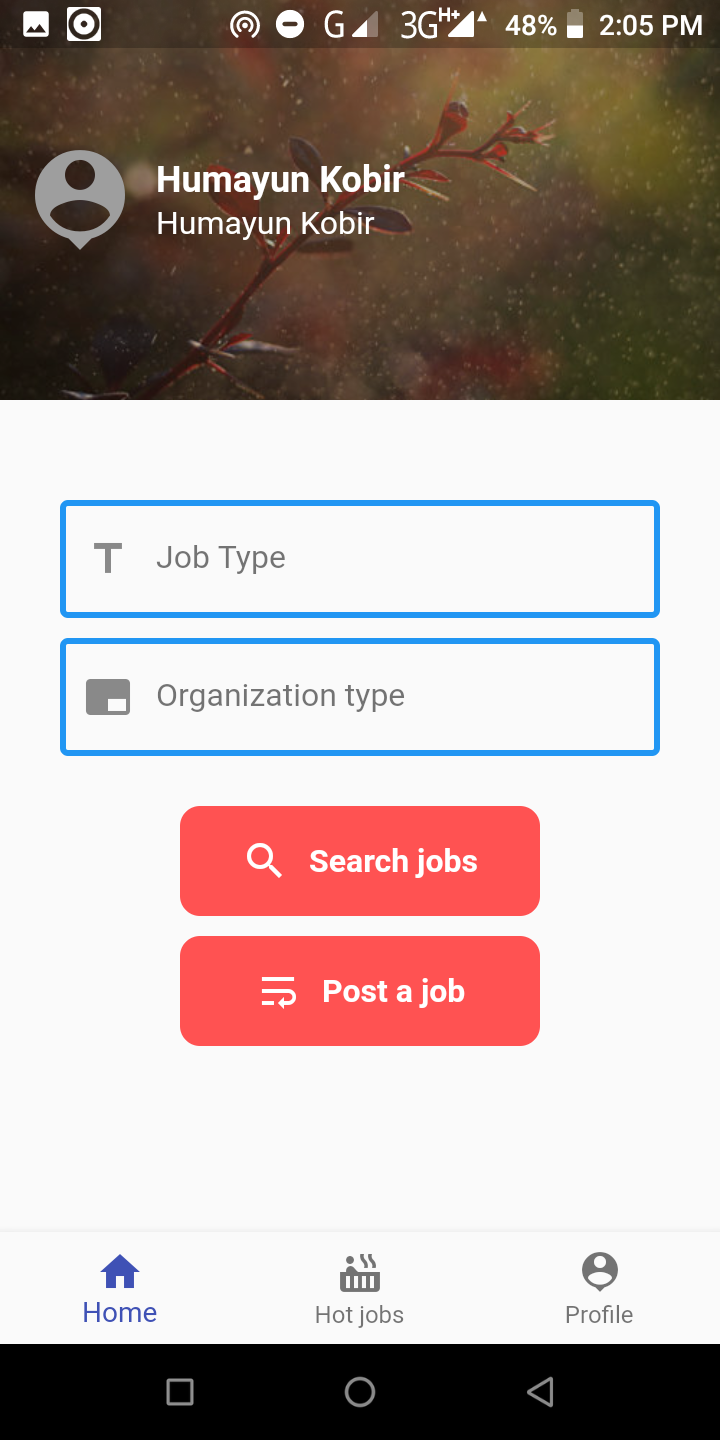 G 3G H+ 48% 2:05 PM
Humayun Kobir
Humayun Kobir
Job Type
Organization type
Search jobs
Post a job
Home Hot jobs Profile